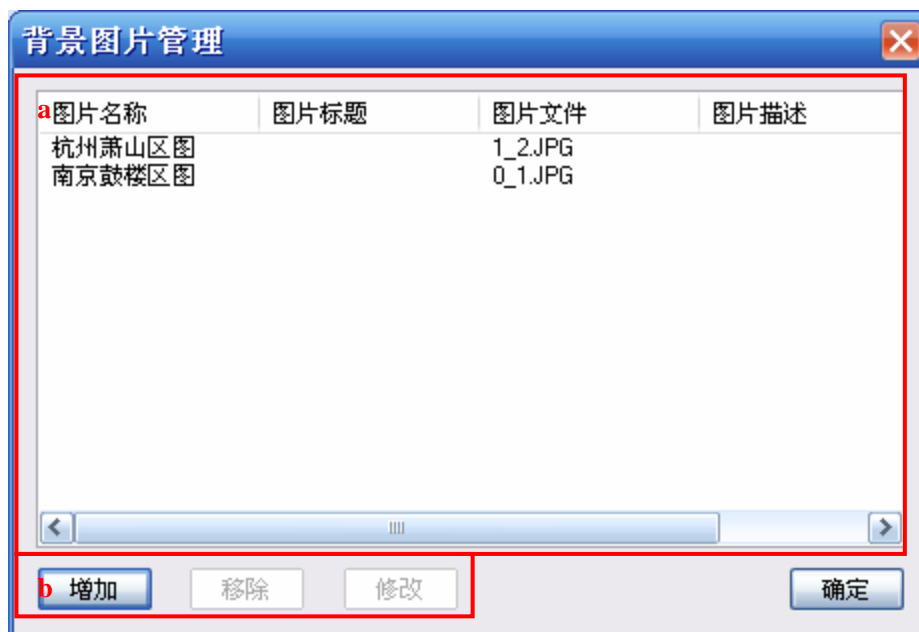 背景图片管理
a 图片名称 图片标题 图片文件 图片描述
杭州萧山区图 1_2.JPG
南京鼓楼区图 0_1.JPG
b 增加 移除 修改 确定